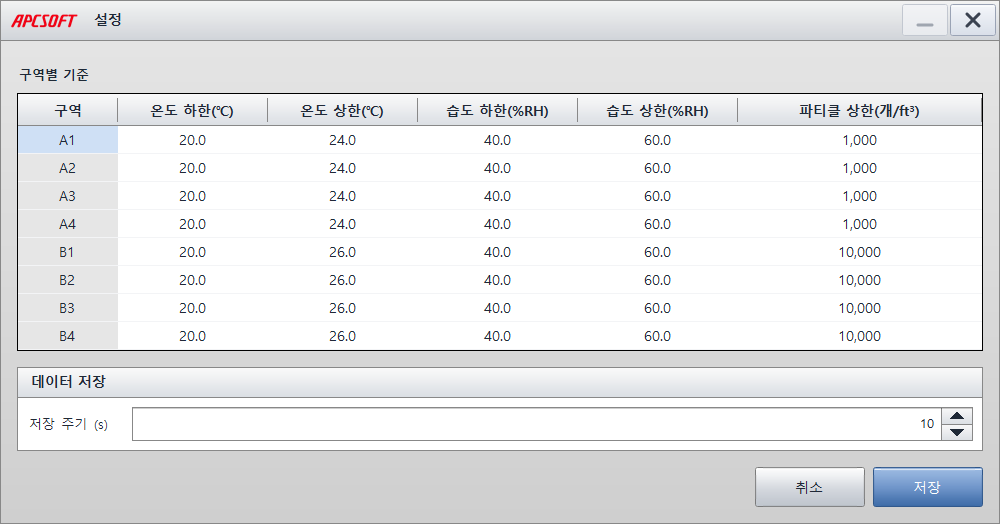 APCSOFT 설정
구역별 기준
구역 온도 하한(℃) 온도 상한(℃) 습도 하한(%RH) 습도 상한(%RH) 파티클 상한(개/ft³)
A1 20.0 24.0 40.0 60.0 1,000
A2 20.0 24.0 40.0 60.0 1,000
A3 20.0 24.0 40.0 60.0 1,000
A4 20.0 24.0 40.0 60.0 1,000
B1 20.0 26.0 40.0 60.0 10,000
B2 20.0 26.0 40.0 60.0 10,000
B3 20.0 26.0 40.0 60.0 10,000
B4 20.0 26.0 40.0 60.0 10,000
데이터 저장
저장 주기 (s) 10
취소 저장